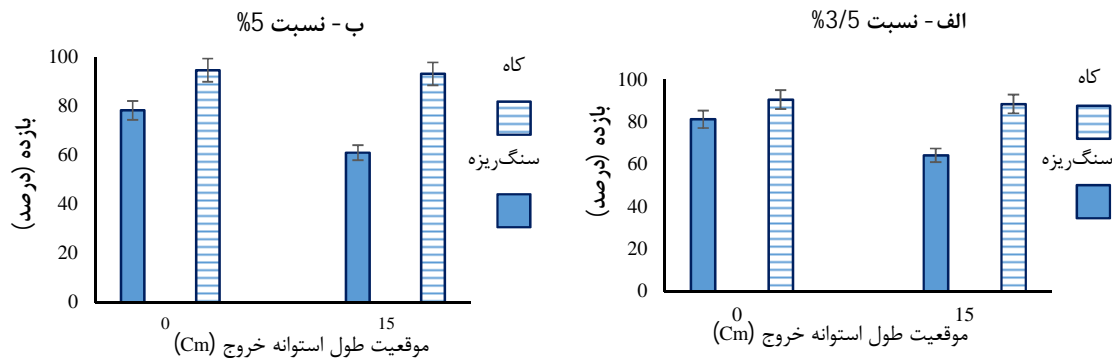 الف - نسبت 3/5%
100
80
60
40
20
0
بازده (درصد)
0
15
موقعیت طول استوانه خروج (Cm)
کاه
سنگ‌ریزه
ب - نسبت 5%
100
80
60
40
20
0
بازده (درصد)
0
15
موقعیت طول استوانه خروج (Cm)
کاه
سنگ‌ریزه